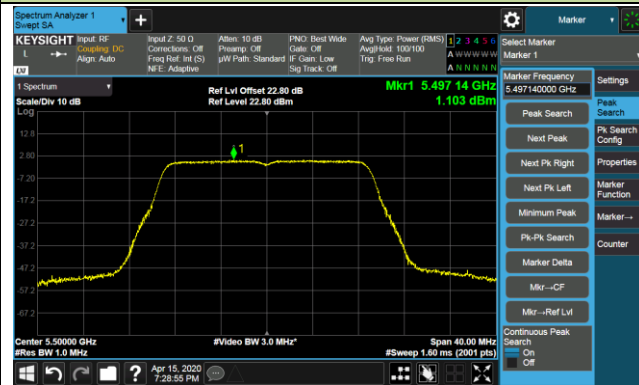 Spectrum Analyzer 1
Swept SA
Marker
KEYSIGHT
L
LXI
Input: RF
Coupling: DC
Align: Auto
Input Z: 50 Ω
Corrections: Off
Freq Ref: Int (S)
NFE: Adaptive
Atten: 10 dB
Preamp: Off
µW Path: Standard
PNO: Best Wide
Gate: Off
IF Gain: Low
Sig Track: Off
Avg Type: Power (RMS)
Avg|Hold: 100/100
Trig: Free Run
1 2 3 4 5 6
A W W W W W
A N N N N N
Select Marker
Marker 1
1 Spectrum
Scale/Div 10 dB
Log
Ref Lvl Offset 22.80 dB
Ref Level 22.80 dBm
Mkr1 5.497 14 GHz
1.103 dBm
12.8
2.80
-7.20
-17.2
-27.2
-37.2
-47.2
-57.2
-67.2
1
Center 5.50000 GHz
#Res BW 1.0 MHz
#Video BW 3.0 MHz*
Span 40.00 MHz
#Sweep 1.60 ms (2001 pts)
Marker Frequency
5.497140000 GHz
Peak Search
Next Peak
Next Pk Right
Next Pk Left
Minimum Peak
Pk-Pk Search
Marker Delta
Mkr→CF
Mkr→Ref Lvl
Continuous Peak
Search
On
Off
Settings
Peak
Search
Pk Search
Config
Properties
Marker
Function
Marker→
Counter
?
Apr 15, 2020
7:28:55 PM